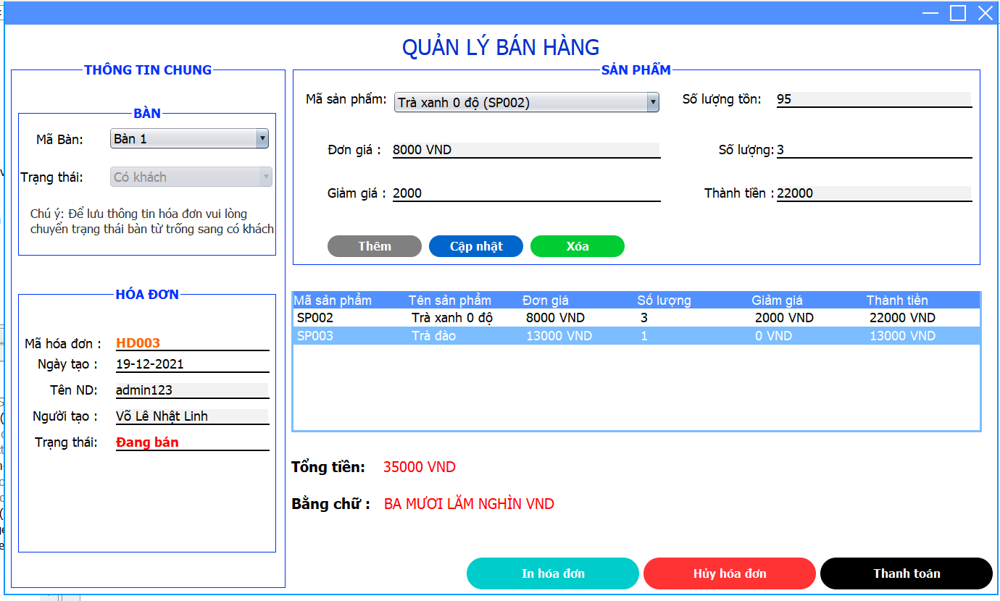 QUẢN LÝ BÁN HÀNG
THÔNG TIN CHUNG
BÀN
Mã Bàn: Bàn 1
Trạng thái: Có khách
Chú ý: Để lưu thông tin hóa đơn vui lòng
chuyển trạng thái bàn từ trống sang có khách
HÓA ĐƠN
Mã hóa đơn : HD003
Ngày tạo : 19-12-2021
Tên ND: admin123
Người tạo : Võ Lê Nhật Linh
Trạng thái: Đang bán
SẢN PHẨM
Mã sản phẩm: Trà xanh 0 độ (SP002) Số lượng tồn: 95
Đơn giá : 8000 VND Số lượng: 3
Giảm giá : 2000 Thành tiền : 22000
Thêm Cập nhật Xóa
Mã sản phẩm Tên sản phẩm Đơn giá Số lượng Giảm giá Thành tiền
SP002 Trà xanh 0 độ 8000 VND 3 2000 VND 22000 VND
SP003 Trà đào 13000 VND 1 0 VND 13000 VND
Tổng tiền: 35000 VND
Bằng chữ : BA MƯƠI LĂM NGHÌN VND
In hóa đơn Hủy hóa đơn Thanh toán